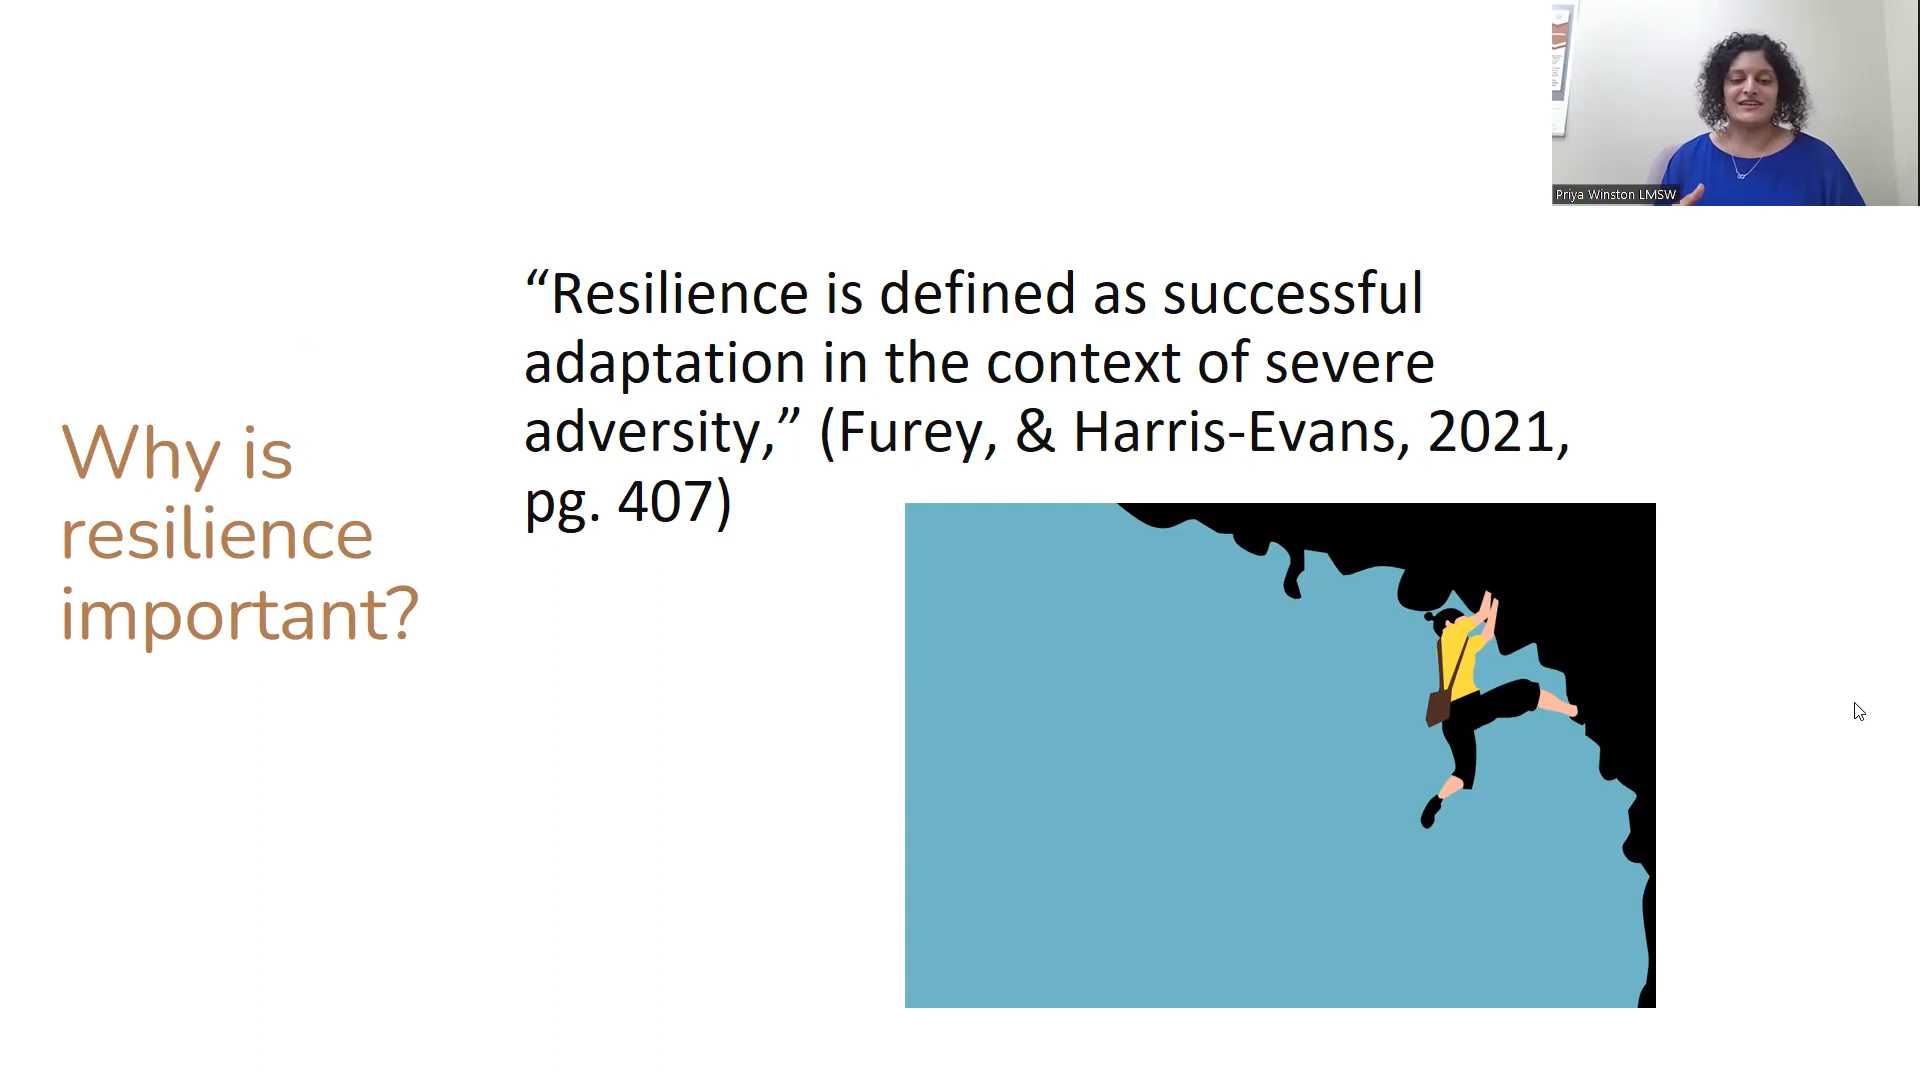 Priya Winston LMSW
“Resilience is defined as successful
adaptation in the context of severe
adversity,” (Furey, & Harris-Evans, 2021,
pg. 407)
Why is
resilience
important?